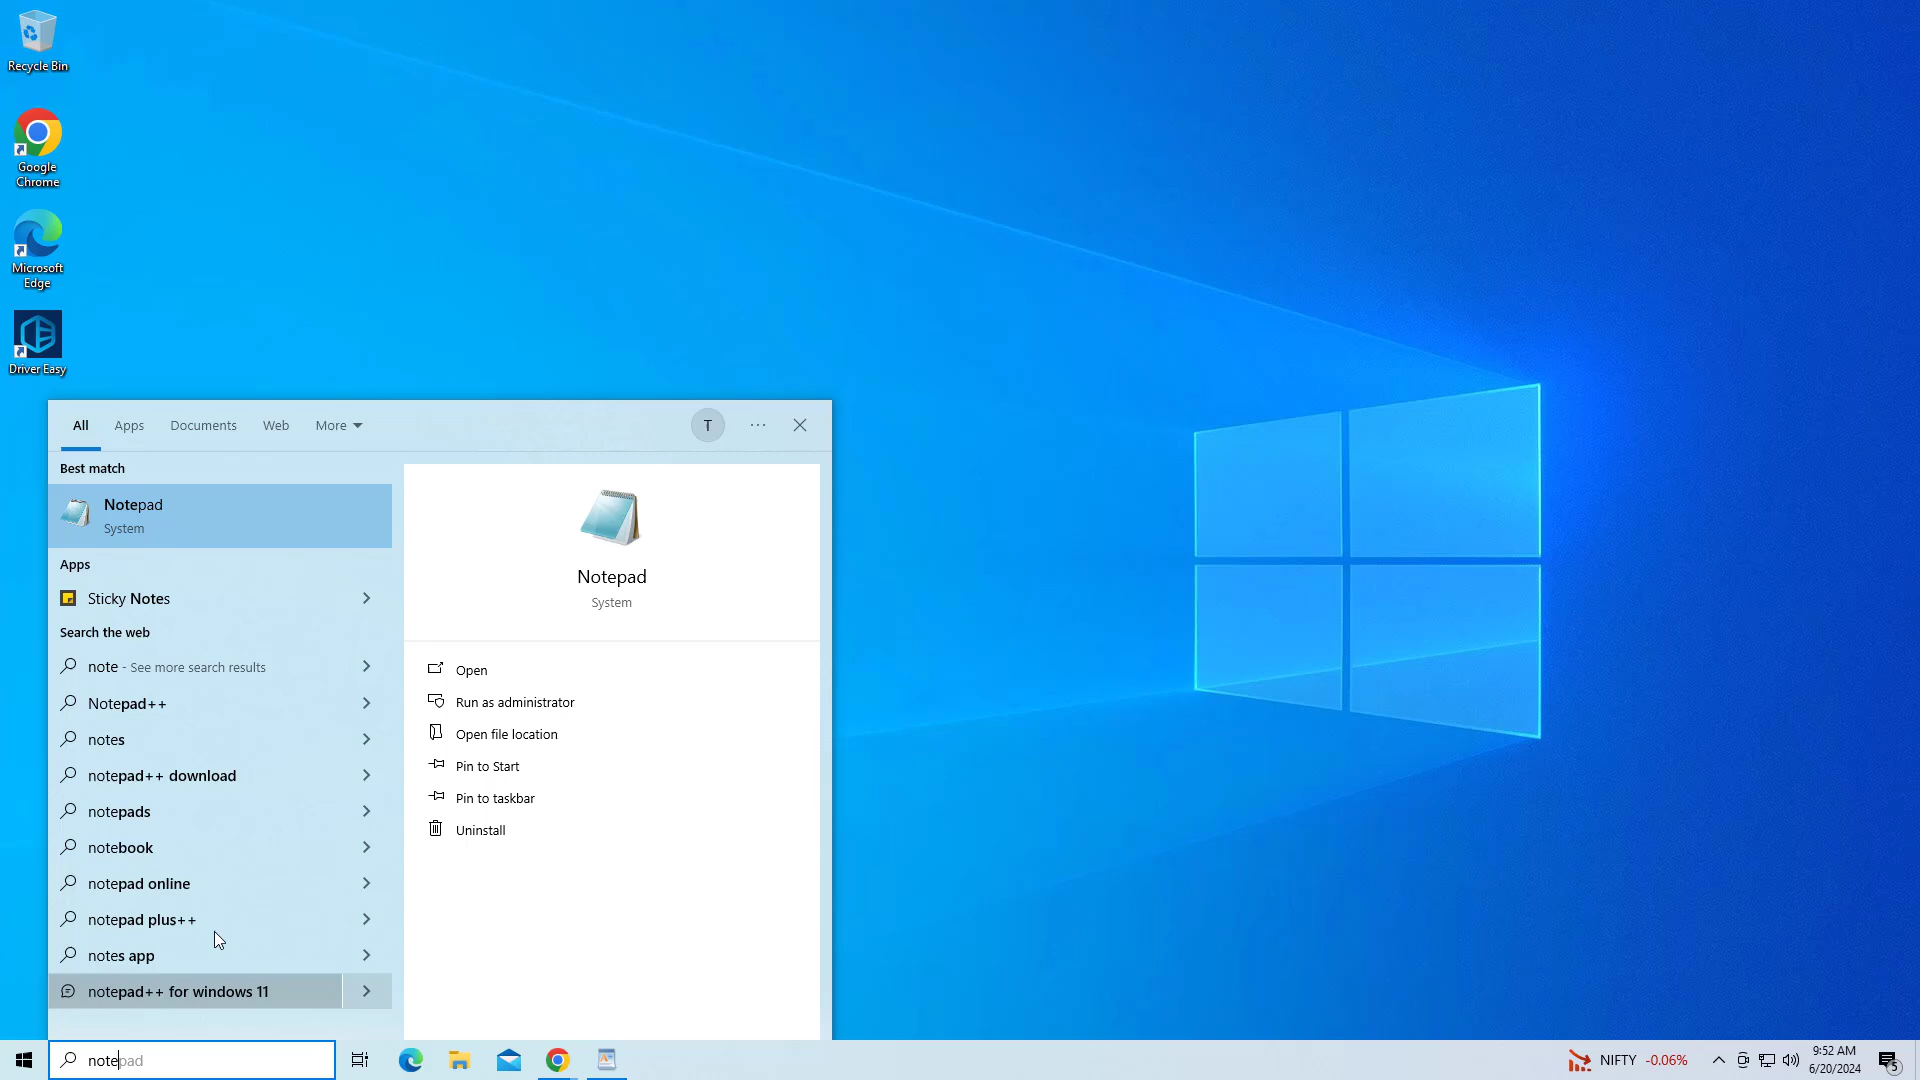 Recycle Bin
Google
Chrome
Microsoft
Edge
Driver Easy
All Apps Documents Web More T ···
Best match
Notepad
System
Apps
Sticky Notes
Search the web
note - See more search results
Notepad++
notes
notepad++ download
notepads
notebook
notepad online
notepad plus++
notes app
notepad++ for windows 11
Notepad
System
Open
Run as administrator
Open file location
Pin to Start
Pin to taskbar
Uninstall
notepad
NIFTY -0.06%
9:52 AM
6/20/2024
5